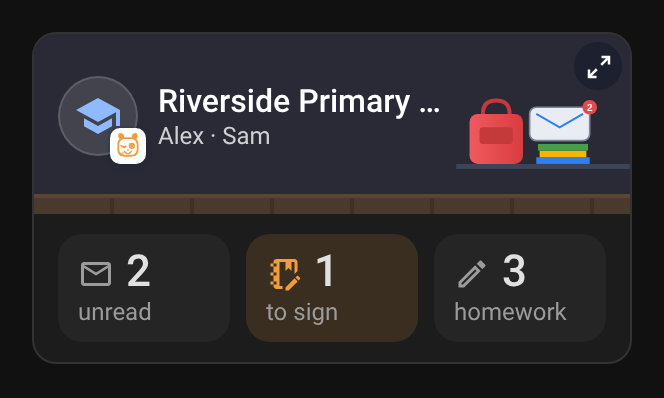 Riverside Primary ...
Alex · Sam
2
2
unread
1
to sign
3
homework